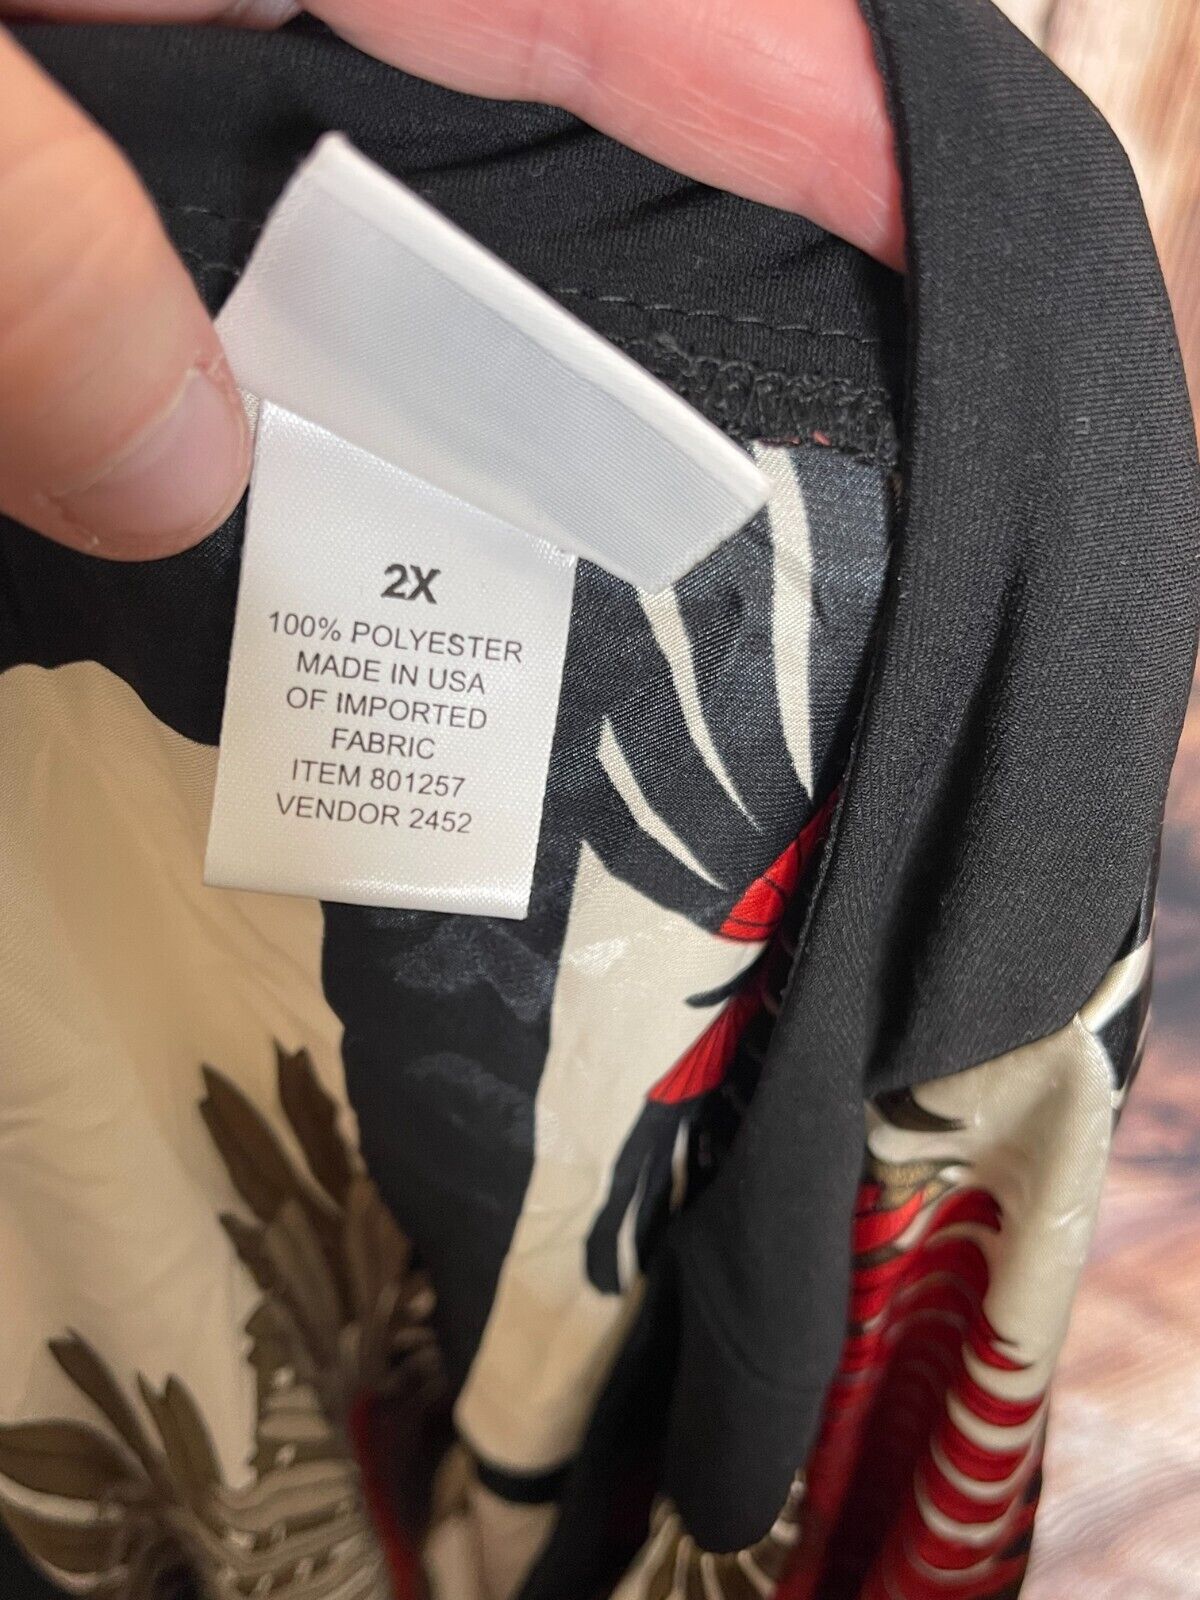 2X
100% POLYESTER
MADE IN USA
OF IMPORTED
FABRIC
ITEM 801257
VENDOR 2452